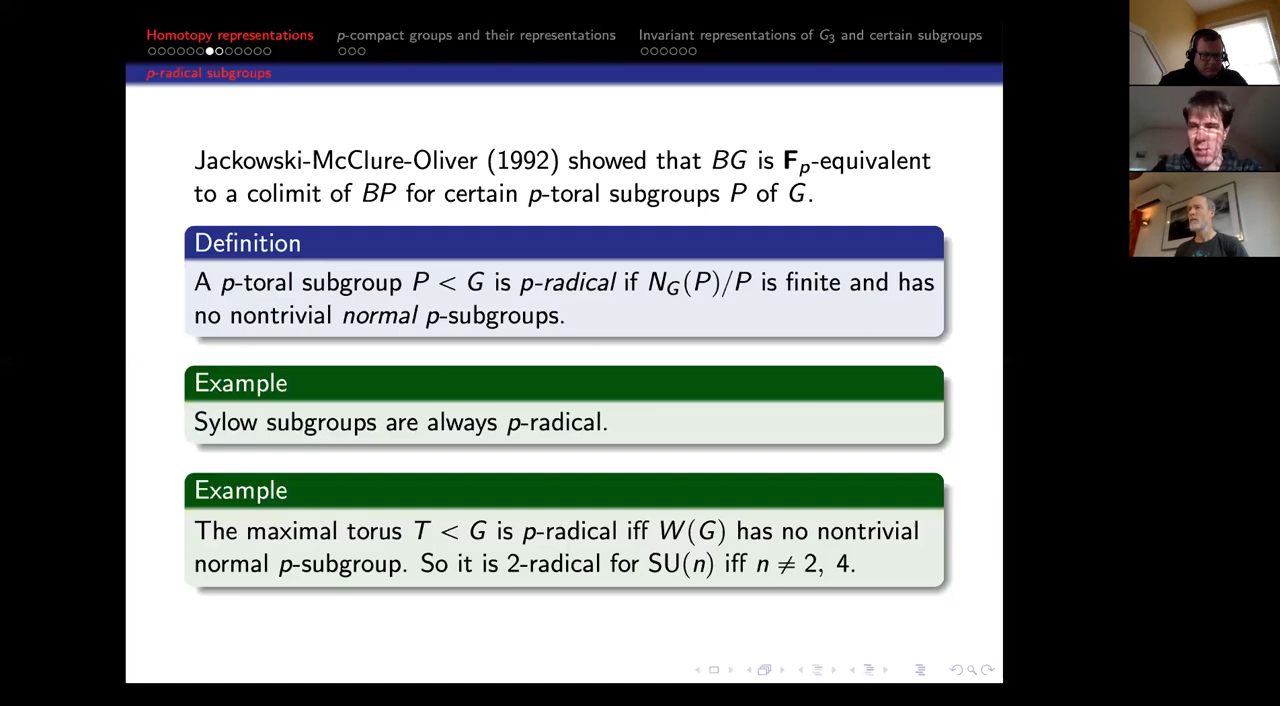 Homotopy representations p-compact groups and their representations Invariant representations of G₃ and certain subgroups
p-radical subgroups
Jackowski-McClure-Oliver (1992) showed that BG is Fₚ-equivalent
to a colimit of BP for certain p-toral subgroups P of G.
Definition
A p-toral subgroup P < G is p-radical if N_G(P)/P is finite and has
no nontrivial normal p-subgroups.
Example
Sylow subgroups are always p-radical.
Example
The maximal torus T < G is p-radical iff W(G) has no nontrivial
normal p-subgroup. So it is 2-radical for SU(n) iff n ≠ 2, 4.